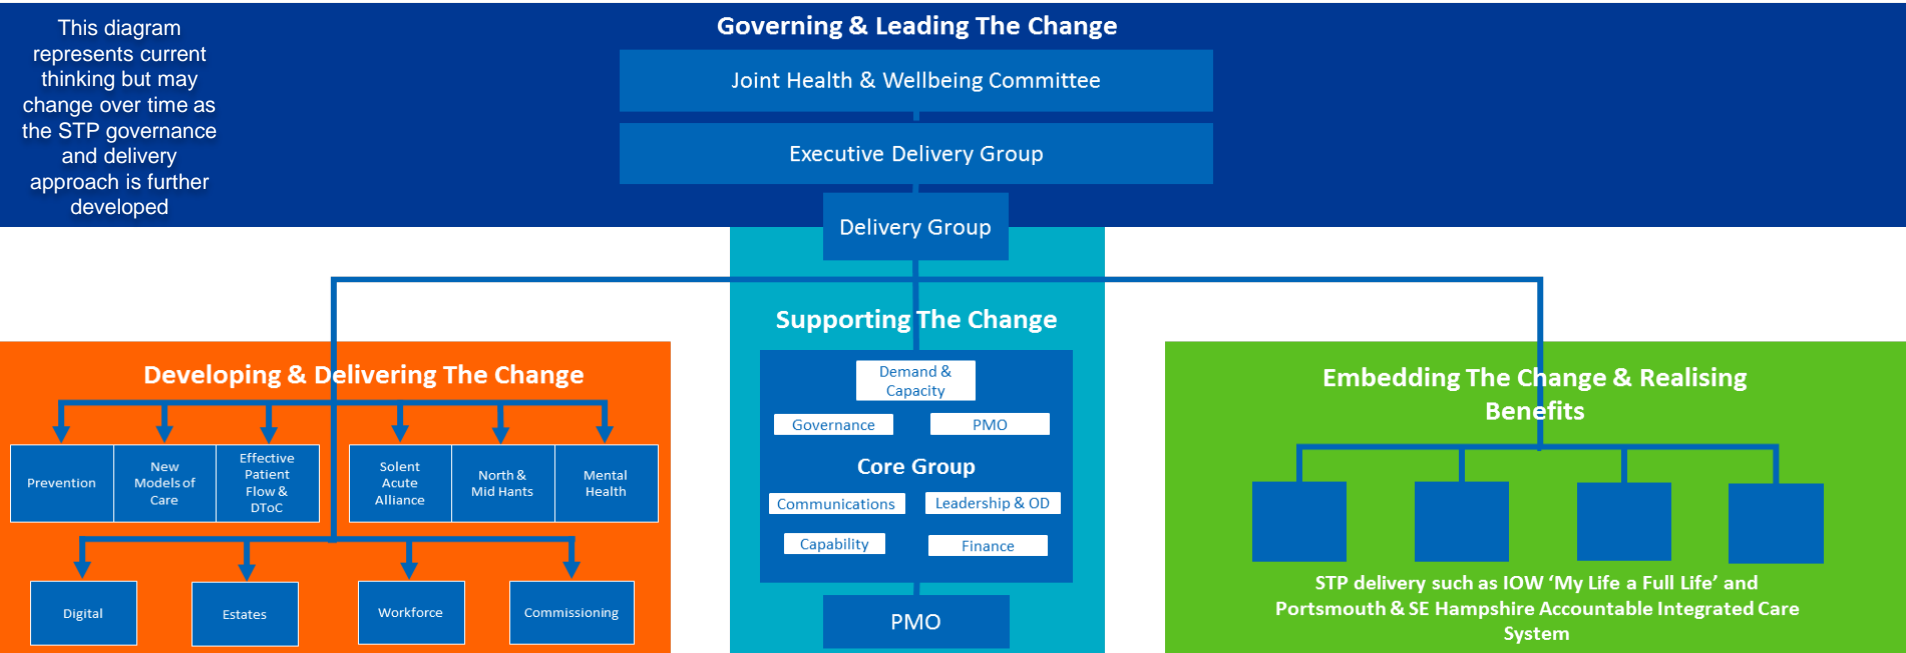 This diagram
represents current
thinking but may
change over time as
the STP governance
and delivery
approach is further
developed
Governing & Leading The Change
Joint Health & Wellbeing Committee
Executive Delivery Group
Delivery Group
Developing & Delivering The Change
Prevention
New
Models of
Care
Effective
Patient
Flow &
DToC
Solent
Acute
Alliance
North &
Mid Hants
Mental
Health
Digital
Estates
Workforce
Commissioning
Supporting The Change
Demand &
Capacity
Governance
PMO
Core Group
Communications
Leadership & OD
Capability
Finance
PMO
Embedding The Change & Realising
Benefits
STP delivery such as IOW ‘My Life a Full Life’ and
Portsmouth & SE Hampshire Accountable Integrated Care
System